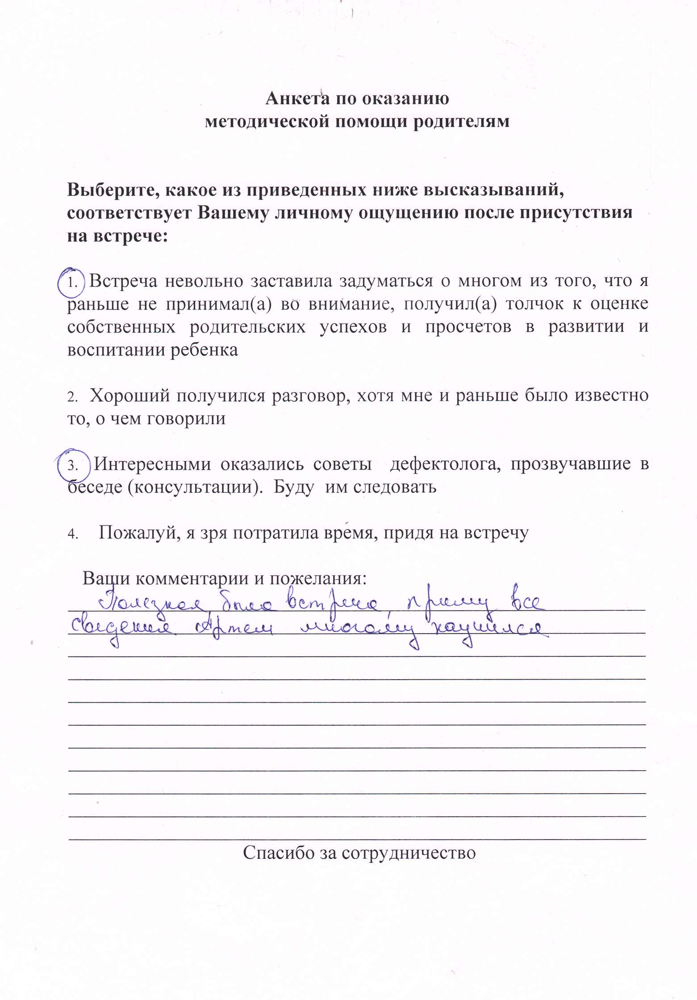 Анкета по оказанию
методической помощи родителям
Выберите, какое из приведенных ниже высказываний,
соответствует Вашему личному ощущению после присутствия
на встрече:
1. Встреча невольно заставила задуматься о многом из того, что я
раньше не принимал(а) во внимание, получил(а) толчок к оценке
собственных родительских успехов и просчетов в развитии и
воспитании ребенка
2. Хороший получился разговор, хотя мне и раньше было известно
то, о чем говорили
3. Интересными оказались советы дефектолога, прозвучавшие в
беседе (консультации). Буду им следовать
4. Пожалуй, я зря потратила время, придя на встречу
Ваши комментарии и пожелания:
Полезная была встреча, приму все
сведения. Артем многому научился
Спасибо за сотрудничество